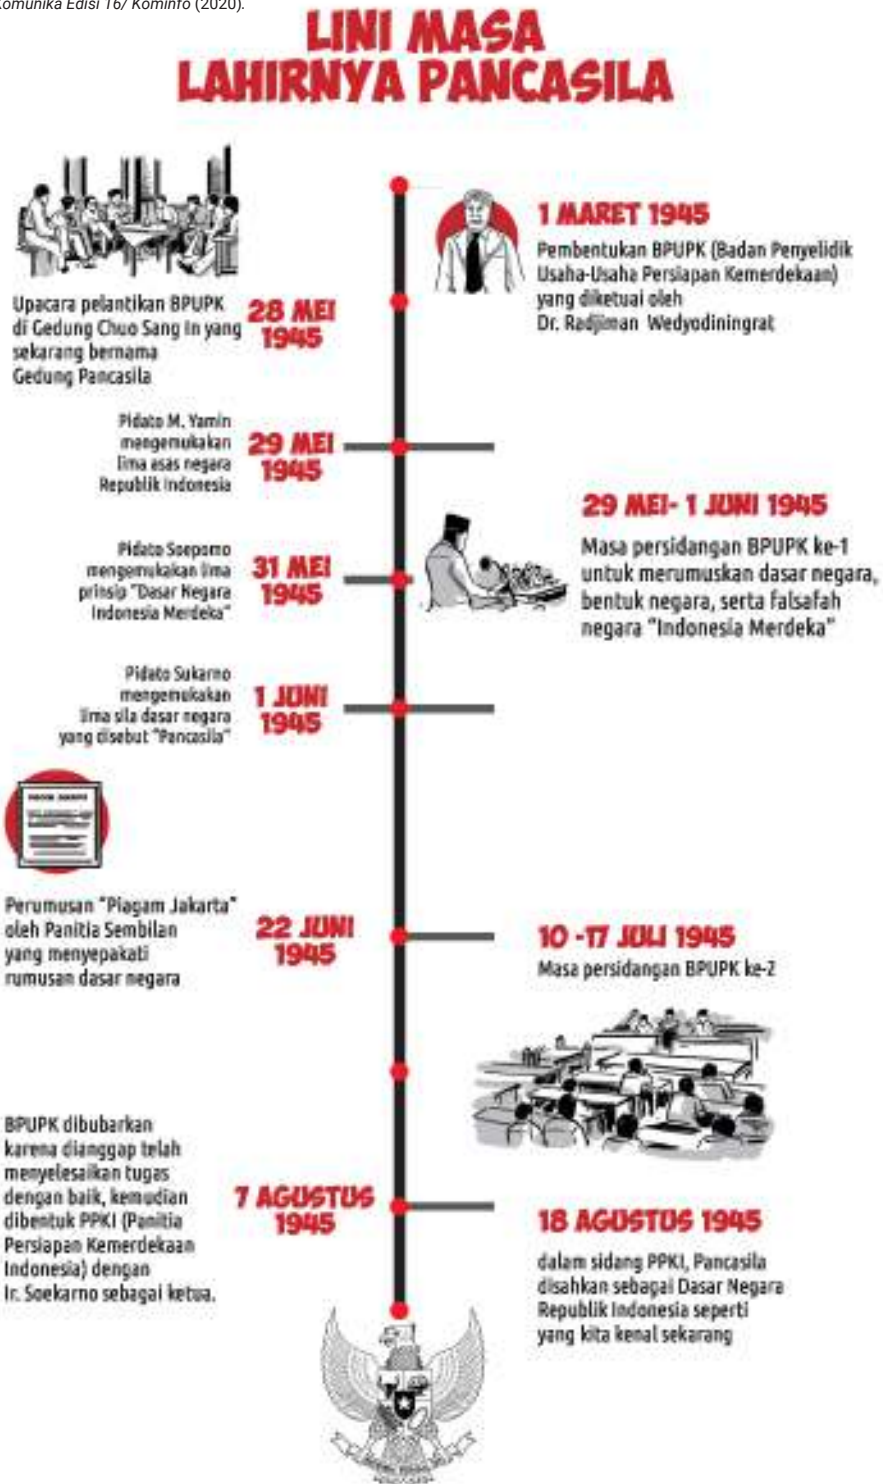 Komunika Edisi 16/ Kominfo (2020).
LINI MASA
LAHIRNYA PANCASILA
1 MARET 1945
Pembentukan BPUPK (Badan Penyelidik
Usaha-Usaha Persiapan Kemerdekaan)
yang diketuai oleh
Dr. Radjiman Wedyodiningrat
28 MEI
1945
Upacara pelantikan BPUPK
di Gedung Chuo Sang In yang
sekarang bernama
Gedung Pancasila
29 MEI
1945
Pidato M. Yamin
mengemukakan
lima asas negara
Republik Indonesia
29 MEI- 1 JUNI 1945
Masa persidangan BPUPK ke-1
untuk merumuskan dasar negara,
bentuk negara, serta falsafah
negara "Indonesia Merdeka"
31 MEI
1945
Pidato Soepomo
mengemukakan lima
prinsip "Dasar Negara
Indonesia Merdeka"
1 JUNI
1945
Pidato Sukarno
mengemukakan
lima sila dasar negara
yang disebut "Pancasila"
22 JUNI
1945
Perumusan "Piagam Jakarta"
oleh Panitia Sembilan
yang menyepakati
rumusan dasar negara
10 -17 JULI 1945
Masa persidangan BPUPK ke-2
7 AGUSTUS
1945
BPUPK dibubarkan
karena dianggap telah
menyelesaikan tugas
dengan baik, kemudian
dibentuk PPKI (Panitia
Persiapan Kemerdekaan
Indonesia) dengan
Ir. Soekarno sebagai ketua.
18 AGUSTUS 1945
dalam sidang PPKI, Pancasila
disahkan sebagai Dasar Negara
Republik Indonesia seperti
yang kita kenal sekarang